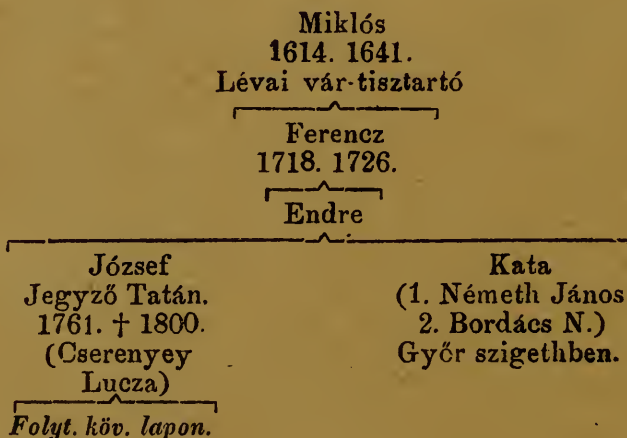 Miklós
1614. 1641.
Lévai vár-tisztartó
Ferencz
1718. 1726.
Endre
József
Jegyző Tatán.
1761. † 1800.
(Cserenyey
Lucza)
Folyt. köv. lapon.
Kata
(1. Németh János
2. Bordács N.)
Győr szigethben.